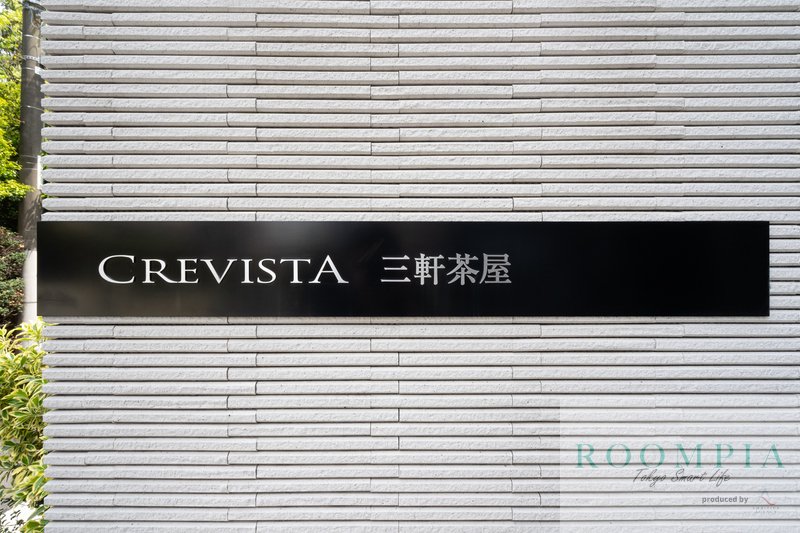 CREVISTA 三軒茶屋
ROOMPIA
Tokyo Smart Life
produced by